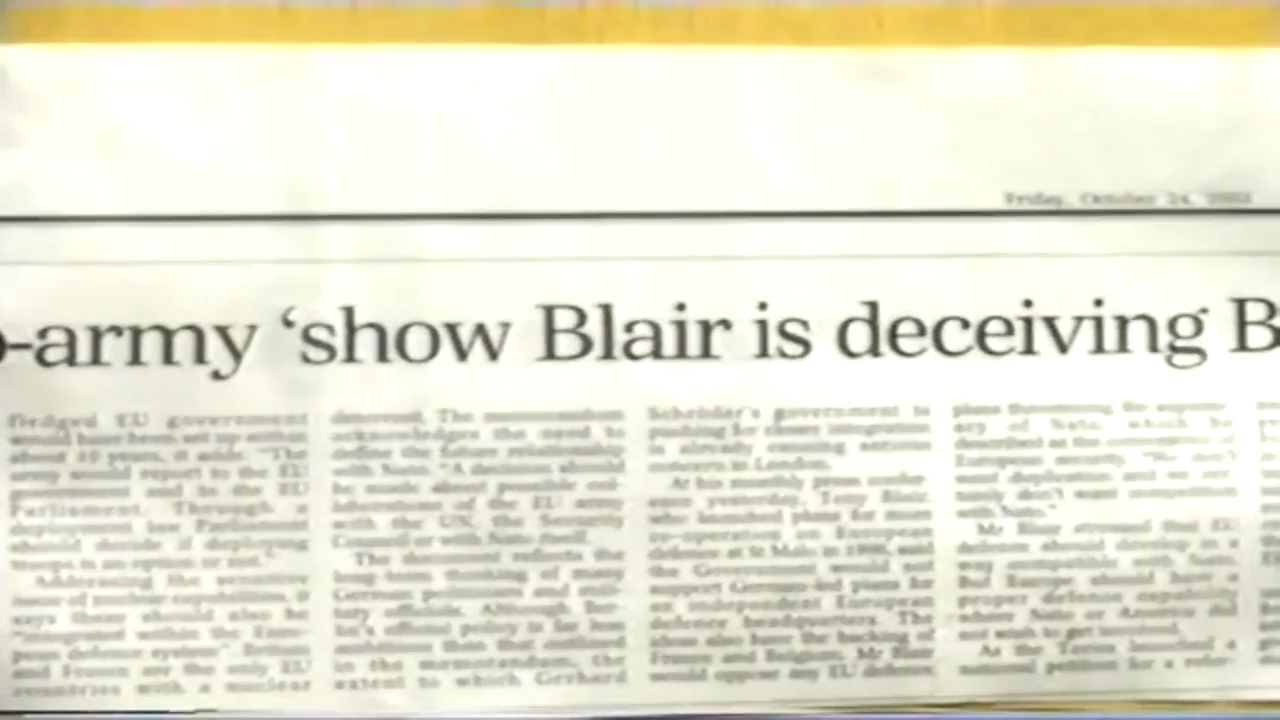 Friday, October 24, 2003
-army ‘show Blair is deceiving B
fledged EU government
would have been set up within
about 10 years, it adds. "The
army would report to the EU
government and to the EU
Parliament. Through a
deployment law Parliament
should decide if deploying
troops is an option or not."
Addressing the sensitive
issue of nuclear capabilities, it
says these should also be
"integrated within the Euro-
pean defence system". Britain
and France are the only EU
countries with a nuclear
deterrent. The memorandum
acknowledges the need to
define the future relationship
with Nato. "A decision should
be made about possible col-
laborations of the EU army
with the UN, the Security
Council or with Nato itself."
The document reflects the
long-term thinking of many
German politicians and mili-
tary officials. Although Ber-
lin's official policy is far less
ambitious than that outlined
in the memorandum, the
extent to which Gerhard
Schröder's government is
pushing for closer integration
is already causing serious
concern in London.
At his monthly press confer-
ence yesterday, Tony Blair,
who launched plans for more
co-operation on European
defence at St Malo in 1998, said
the Government would not
support German-led plans for
an independent European
defence headquarters. The
ideas also have the backing of
France and Belgium. Mr Blair
would oppose any EU defence
plans threatening the suprem-
acy of Nato, which he
described as the cornerstone of
European security. "We don't
want duplication and we cer-
tainly don't want competition
with Nato."
Mr Blair stressed that EU
defence should develop in a
way compatible with Nato.
But Europe should have a
proper defence capability
where Nato or America did
not wish to get involved.
As the Tories launched a
national petition for a refer-